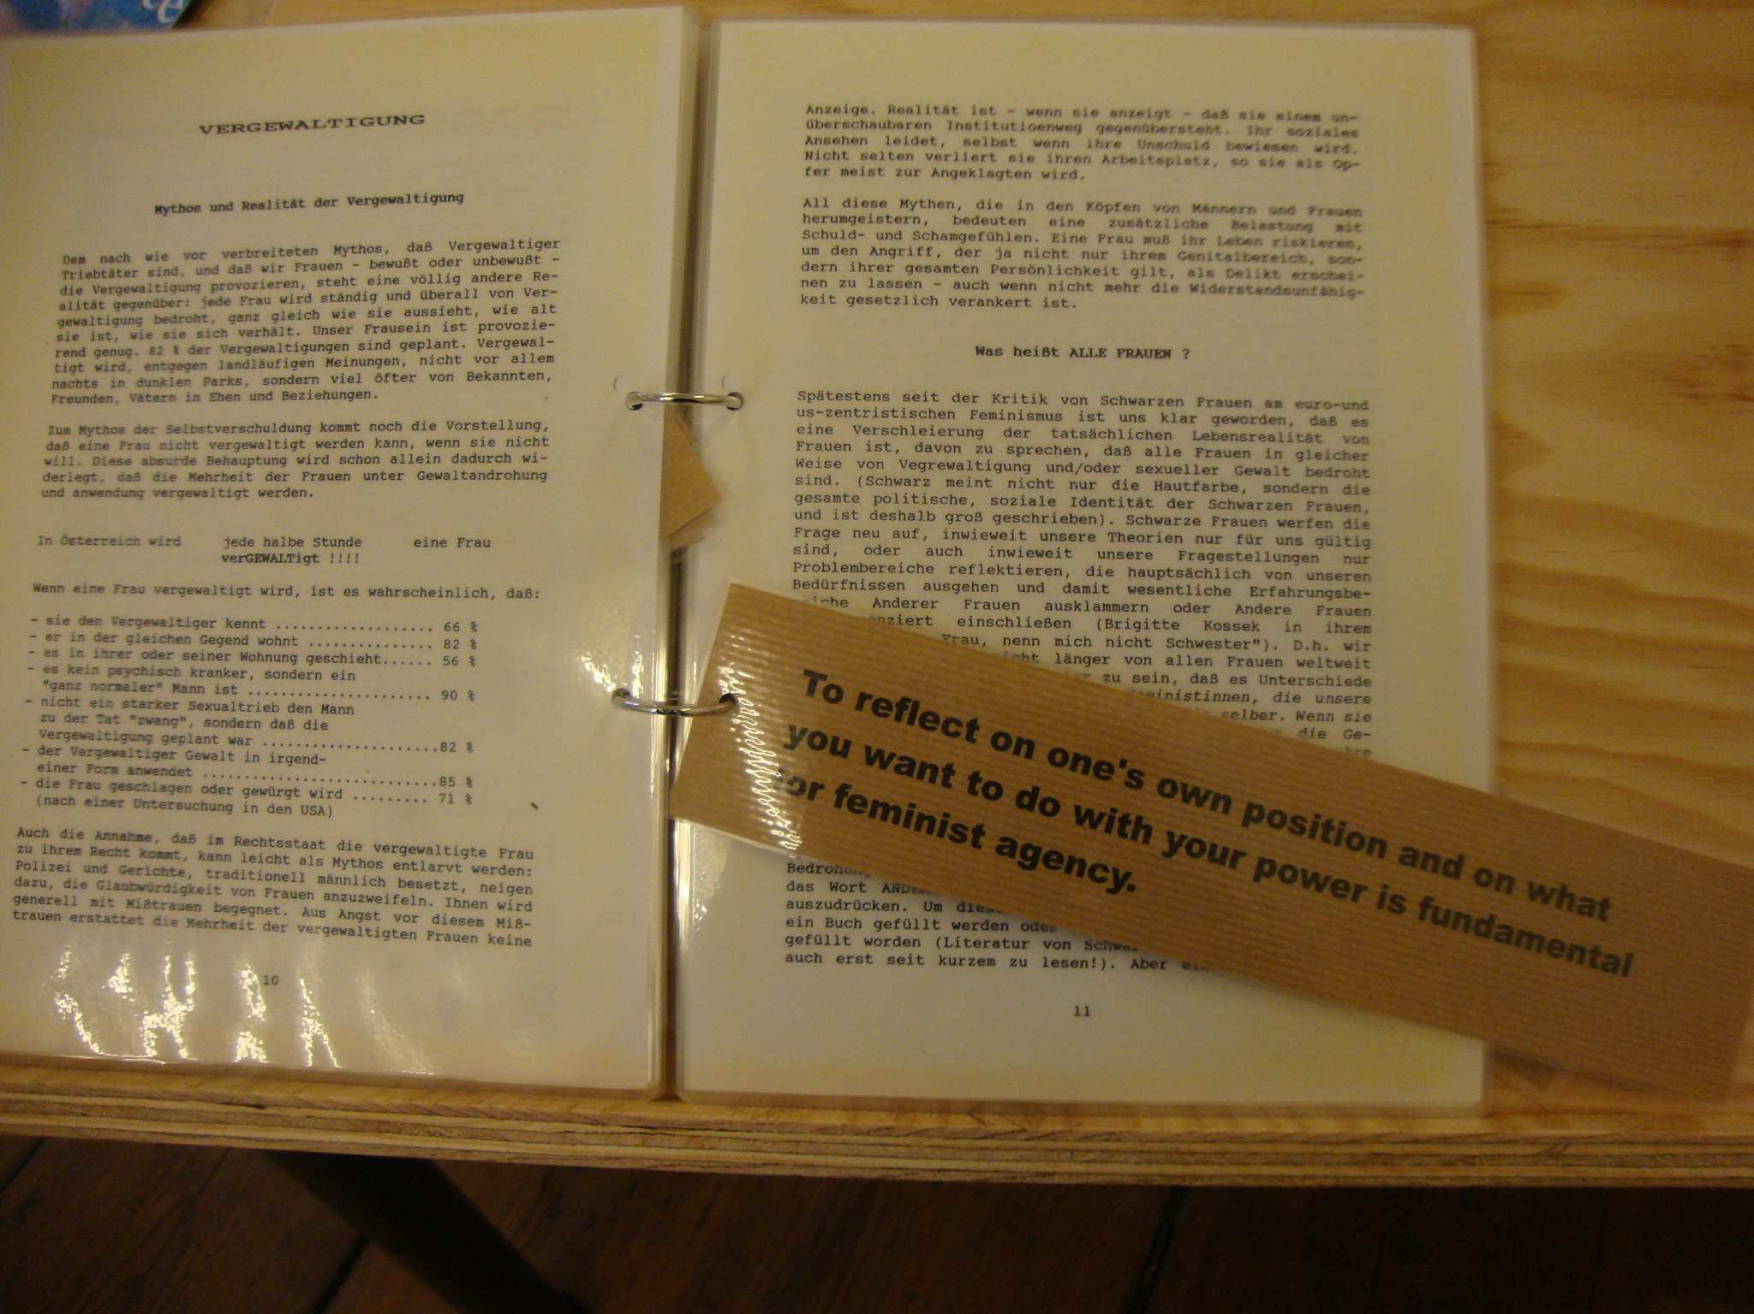 VERGEWALTIGUNG
Mythos und Realität der Vergewaltigung
Dem nach wie vor verbreiteten Mythos, daß Vergewaltiger
Triebtäter sind, und daß wir Frauen - bewußt oder unbewußt -
die Vergewaltigung provozieren, steht eine völlig andere Re-
alität gegenüber: jede Frau wird ständig und überall von Ver-
gewaltigung bedroht, ganz gleich wie sie aussieht, wie alt
sie ist, wie sie sich verhält. Unser Frausein ist provozie-
rend genug. 82 % der Vergewaltigungen sind geplant. Vergewal-
tigt wird, entgegen landläufigen Meinungen, nicht vor allem
nachts in dunklen Parks, sondern viel öfter von Bekannten,
Freunden, Vätern in Ehen und Beziehungen.
Zum Mythos der Selbstverschuldung kommt noch die Vorstellung,
daß eine Frau nicht vergewaltigt werden kann, wenn sie nicht
will. Diese absurde Behauptung wird schon allein dadurch wi-
derlegt, daß die Mehrheit der Frauen unter Gewaltandrohung
und anwendung vergewaltigt werden.
In Österreich wird jede halbe Stunde eine Frau
verGEWALTigt !!!!
Wenn eine Frau vergewaltigt wird, ist es wahrscheinlich, daß:
- sie den Vergewaltiger kennt ................... 66 %
- er in der gleichen Gegend wohnt ............... 82 %
- es in ihrer oder seiner Wohnung geschieht...... 56 %
- es kein psychisch kranker, sondern ein
"ganz normaler" Mann ist ...................... 90 %
- nicht ein starker Sexualtrieb den Mann
zu der Tat "zwang", sondern daß die
Vergewaltigung geplant war .....................82 %
- der Vergewaltiger Gewalt in irgend-
einer Form anwendet ............................85 %
- die Frau geschlagen oder gewürgt wird ......... 71 %
(nach einer Untersuchung in den USA)
Auch die Annahme, daß im Rechtsstaat die vergewaltigte Frau
zu ihrem Recht kommt, kann leicht als Mythos entlarvt werden:
Polizei und Gerichte, traditionell männlich besetzt, neigen
dazu, die Glaubwürdigkeit von Frauen anzuzweifeln. Ihnen wird
generell mit Mißtrauen begegnet. Aus Angst vor diesem Miß-
trauen erstattet die Mehrheit der vergewaltigten Frauen keine
10
Anzeige. Realität ist - wenn sie anzeigt - daß sie einem un-
überschaubaren Institutioenweg gegenübersteht. Ihr soziales
Ansehen leidet, selbst wenn ihre Unschuld bewiesen wird.
Nicht selten verliert sie ihren Arbeitsplatz, so sie als Op-
fer meist zur Angeklagten wird.
All diese Mythen, die in den Köpfen von Männern und Frauen
herumgeistern, bedeuten eine zusätzliche Belastung mit
Schuld- und Schamgefühlen. Eine Frau muß ihr Leben riskieren,
um den Angriff, der ja nicht nur ihrem Genitalbereich, son-
dern ihrer gesamten Persönlichkeit gilt, als Delikt erschei-
nen zu lassen - auch wenn nicht mehr die Widerstandsunfähig-
keit gesetzlich verankert ist.
Was heißt ALLE FRAUEN ?
Spätestens seit der Kritik von Schwarzen Frauen am euro-und
us-zentristischen Feminismus ist uns klar geworden, daß es
eine Verschleierung der tatsächlichen Lebensrealität von
Frauen ist, davon zu sprechen, daß alle Frauen in gleicher
Weise von Vegrewaltigung und/oder sexueller Gewalt bedroht
sind. (Schwarz meint nicht nur die Hautfarbe, sondern die
gesamte politische, soziale Identität der Schwarzen Frauen,
und ist deshalb groß geschrieben). Schwarze Frauen werfen die
Frage neu auf, inwieweit unsere Theorien nur für uns gültig
sind, oder auch inwieweit unsere Fragestellungen nur
Problembereiche reflektieren, die hauptsächlich von unseren
Bedürfnissen ausgehen und damit wesentliche Erfahrungsbe-
Anderer Frauen ausklammern oder Andere Frauen
einschließen (Brigitte Kossek in ihrem
Frau, nenn mich nicht Schwester"). D.h. wir
länger von allen Frauen weltweit
zu sein, daß es Unterschiede
die unsere
selber. Wenn sie
die Ge-
To reflect on one's own position and on what
you want to do with your power is fundamental
for feminist agency.
das Wort
auszudrücken. Um
ein Buch gefüllt werden
gefüllt worden (Literatur von
auch erst seit kurzem zu lesen!). Aber
11